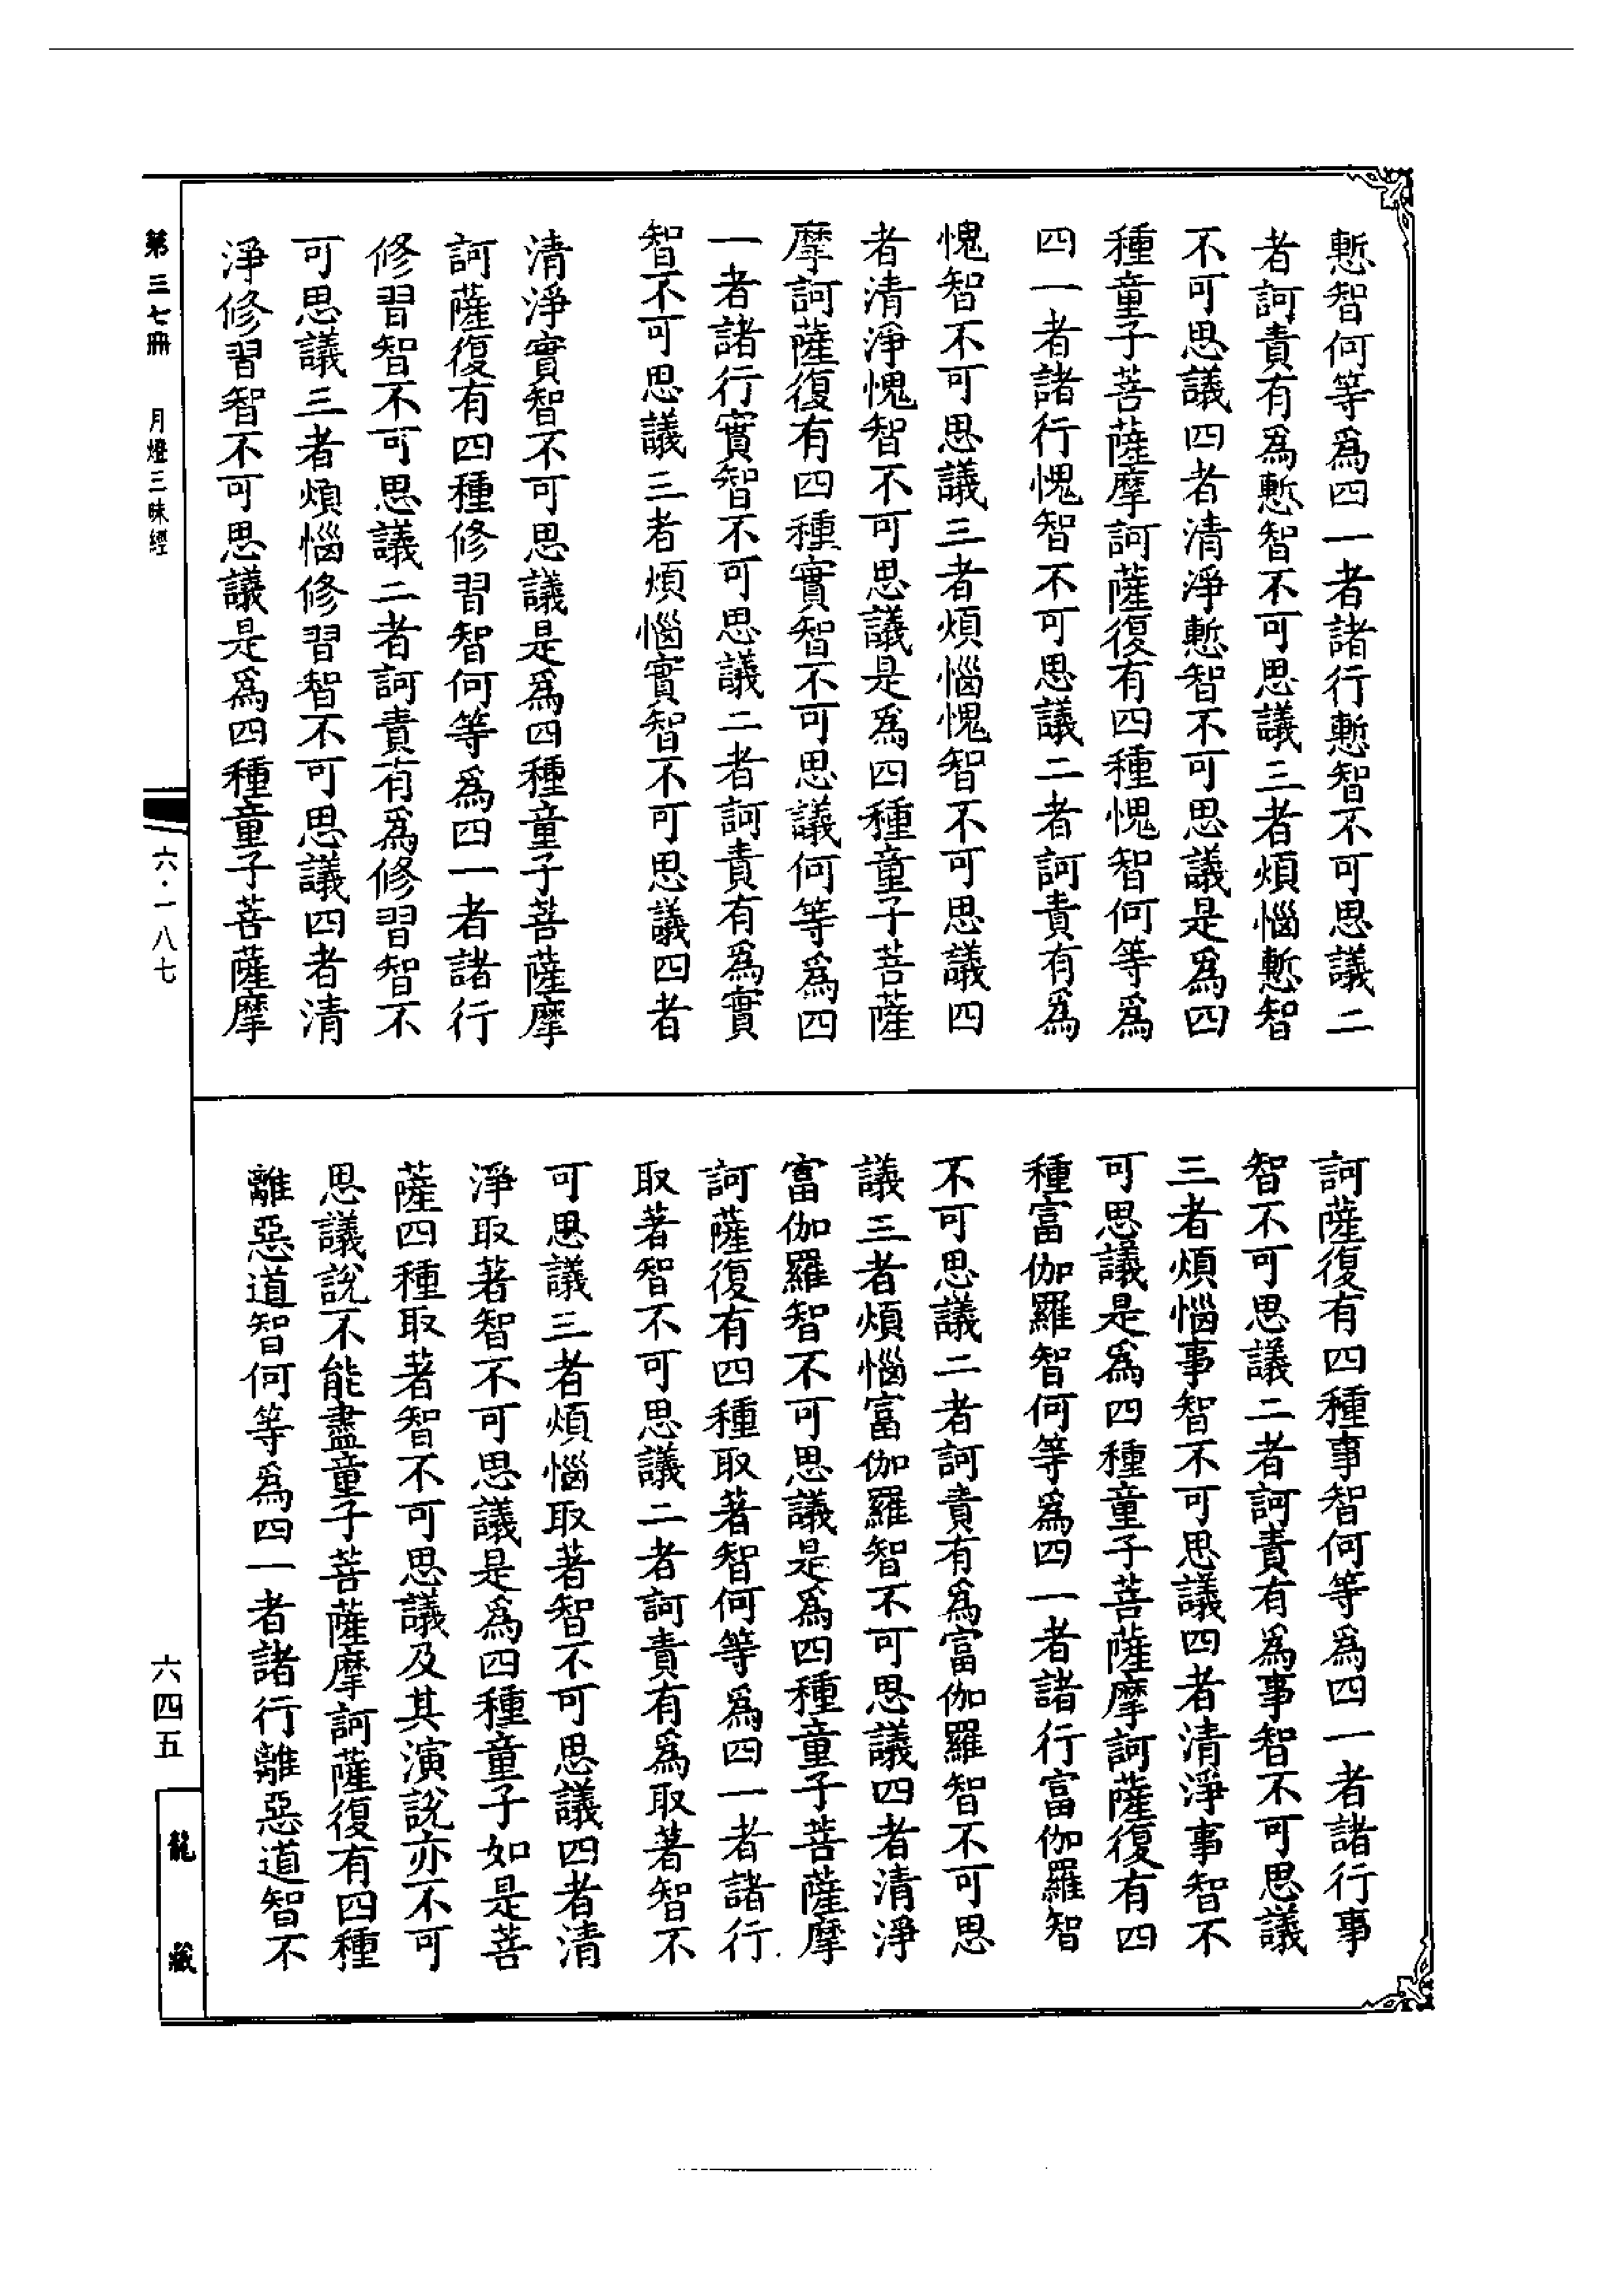 慙智何等爲四一者諸行慙智不可思議二
者訶責有爲慙智不可思議三者煩惱慙智
不可思議四者清淨慙智不可思議是爲四
種童子菩薩摩訶薩復有四種愧智何等爲
四一者諸行愧智不可思議二者訶責有爲
愧智不可思議三者煩惱愧智不可思議四
者清淨愧智不可思議是爲四種童子菩薩
摩訶薩復有四種實智不可思議何等爲四
一者諸行實智不可思議二者訶責有爲實
智不可思議三者煩惱實智不可思議四者
清淨實智不可思議是爲四種童子菩薩摩
訶薩復有四種修習智何等爲四一者諸行
修習智不可思議二者訶責有爲修習智不
可思議三者煩惱修習智不可思議四者清
淨修習智不可思議是爲四種童子菩薩摩
訶薩復有四種事智何等爲四一者諸行事
智不可思議二者訶責有爲事智不可思議
三者煩惱事智不可思議四者清淨事智不
可思議是爲四種童子菩薩摩訶薩復有四
種富伽羅智何等爲四一者諸行富伽羅智
不可思議二者訶責有爲富伽羅智不可思
議三者煩惱富伽羅智不可思議四者清淨
富伽羅智不可思議是爲四種童子菩薩摩
訶薩復有四種取著智何等爲四一者諸行
取著智不可思議二者訶責有爲取著智不
可思議三者煩惱取著智不可思議四者清
淨取著智不可思議是爲四種童子如是菩
薩四種取著智不可思議及其演說亦不可
思議說不能盡童子菩薩摩訶薩復有四種
離惡道智何等爲四一者諸行離惡道智不
第三七冊 月燈三昧經
六·一八七
六四五
龍藏